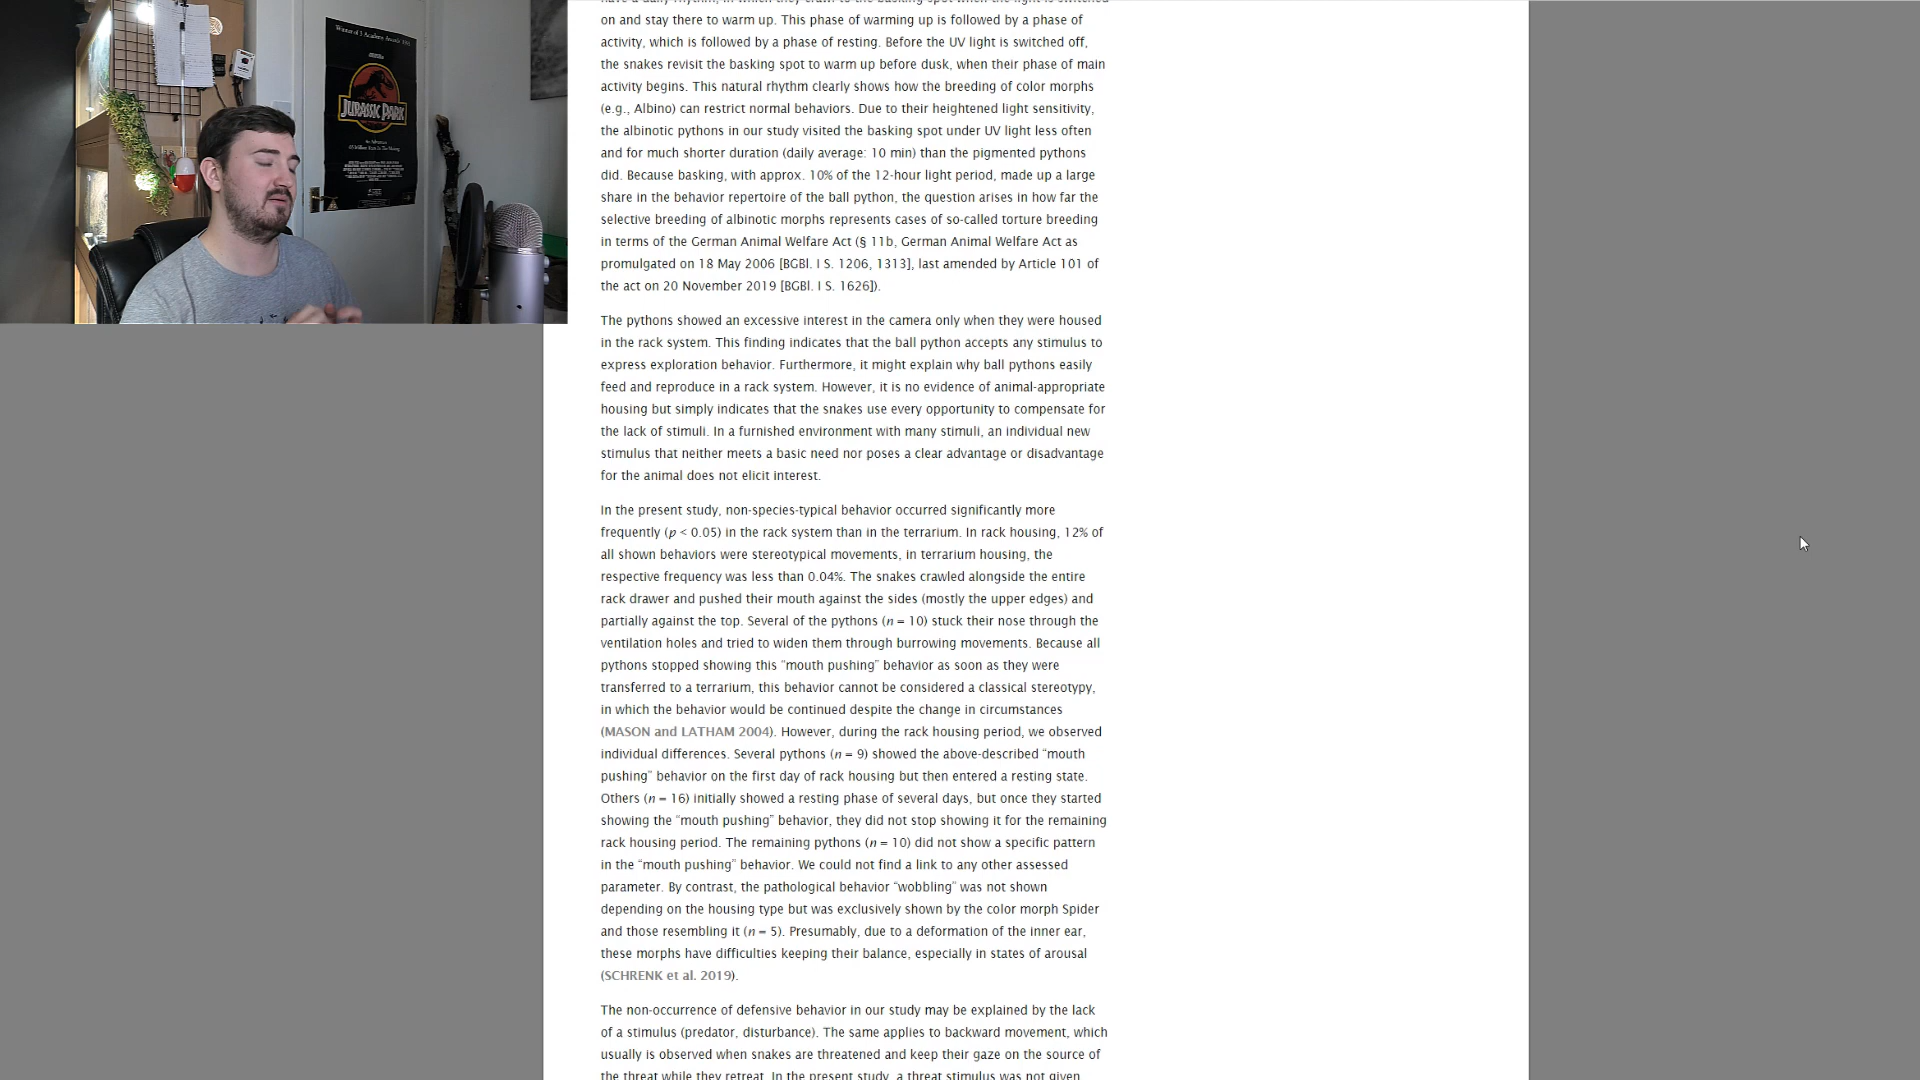 Winner of 3 Academy Awards 1993
JURASSIC PARK
An Adventure
65 Million Years In The Making
on and stay there to warm up. This phase of warming up is followed by a phase of
activity, which is followed by a phase of resting. Before the UV light is switched off,
the snakes revisit the basking spot to warm up before dusk, when their phase of main
activity begins. This natural rhythm clearly shows how the breeding of color morphs
(e.g., Albino) can restrict normal behaviors. Due to their heightened light sensitivity,
the albinotic pythons in our study visited the basking spot under UV light less often
and for much shorter duration (daily average: 10 min) than the pigmented pythons
did. Because basking, with approx. 10% of the 12-hour light period, made up a large
share in the behavior repertoire of the ball python, the question arises in how far the
selective breeding of albinotic morphs represents cases of so-called torture breeding
in terms of the German Animal Welfare Act (§ 11b, German Animal Welfare Act as
promulgated on 18 May 2006 [BGBl. I S. 1206, 1313], last amended by Article 101 of
the act on 20 November 2019 [BGBl. I S. 1626]).
The pythons showed an excessive interest in the camera only when they were housed
in the rack system. This finding indicates that the ball python accepts any stimulus to
express exploration behavior. Furthermore, it might explain why ball pythons easily
feed and reproduce in a rack system. However, it is no evidence of animal-appropriate
housing but simply indicates that the snakes use every opportunity to compensate for
the lack of stimuli. In a furnished environment with many stimuli, an individual new
stimulus that neither meets a basic need nor poses a clear advantage or disadvantage
for the animal does not elicit interest.
In the present study, non-species-typical behavior occurred significantly more
frequently (p < 0.05) in the rack system than in the terrarium. In rack housing, 12% of
all shown behaviors were stereotypical movements, in terrarium housing, the
respective frequency was less than 0.04%. The snakes crawled alongside the entire
rack drawer and pushed their mouth against the sides (mostly the upper edges) and
partially against the top. Several of the pythons (n = 10) stuck their nose through the
ventilation holes and tried to widen them through burrowing movements. Because all
pythons stopped showing this “mouth pushing” behavior as soon as they were
transferred to a terrarium, this behavior cannot be considered a classical stereotypy,
in which the behavior would be continued despite the change in circumstances
(MASON and LATHAM 2004). However, during the rack housing period, we observed
individual differences. Several pythons (n = 9) showed the above-described “mouth
pushing” behavior on the first day of rack housing but then entered a resting state.
Others (n = 16) initially showed a resting phase of several days, but once they started
showing the “mouth pushing” behavior, they did not stop showing it for the remaining
rack housing period. The remaining pythons (n = 10) did not show a specific pattern
in the “mouth pushing” behavior. We could not find a link to any other assessed
parameter. By contrast, the pathological behavior “wobbling” was not shown
depending on the housing type but was exclusively shown by the color morph Spider
and those resembling it (n = 5). Presumably, due to a deformation of the inner ear,
these morphs have difficulties keeping their balance, especially in states of arousal
(SCHRENK et al. 2019).
The non-occurrence of defensive behavior in our study may be explained by the lack
of a stimulus (predator, disturbance). The same applies to backward movement, which
usually is observed when snakes are threatened and keep their gaze on the source of
the threat while they retreat. In the present study, a threat stimulus was not given